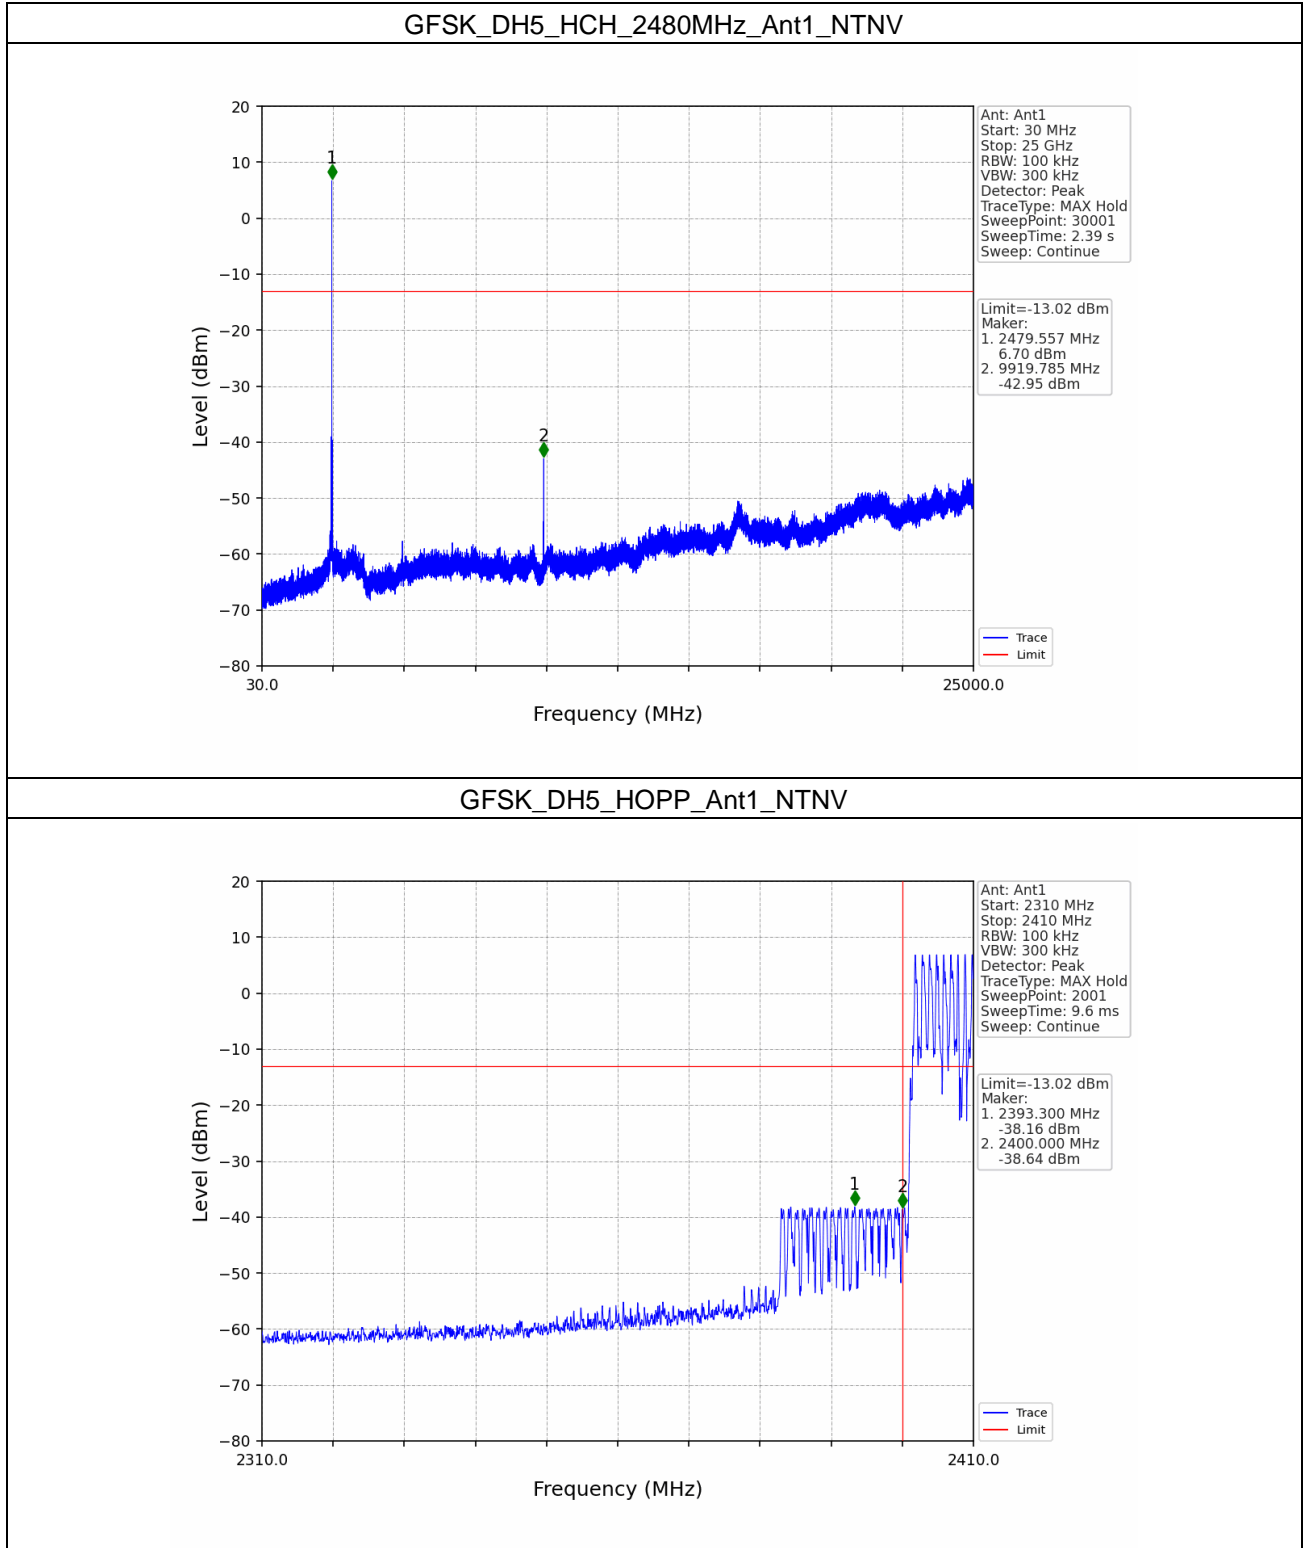 GFSK_DH5_HCH_2480MHz_Ant1_NTNV
20
10
0
−10
−20
−30
−40
−50
−60
−70
−80
Level (dBm)
1
2
30.0
25000.0
Frequency (MHz)
Ant: Ant1
Start: 30 MHz
Stop: 25 GHz
RBW: 100 kHz
VBW: 300 kHz
Detector: Peak
TraceType: MAX Hold
SweepPoint: 30001
SweepTime: 2.39 s
Sweep: Continue
Limit=-13.02 dBm
Maker:
1. 2479.557 MHz
6.70 dBm
2. 9919.785 MHz
-42.95 dBm
Trace
Limit
GFSK_DH5_HOPP_Ant1_NTNV
20
10
0
−10
−20
−30
−40
−50
−60
−70
−80
Level (dBm)
1
2
2310.0
2410.0
Frequency (MHz)
Ant: Ant1
Start: 2310 MHz
Stop: 2410 MHz
RBW: 100 kHz
VBW: 300 kHz
Detector: Peak
TraceType: MAX Hold
SweepPoint: 2001
SweepTime: 9.6 ms
Sweep: Continue
Limit=-13.02 dBm
Maker:
1. 2393.300 MHz
-38.16 dBm
2. 2400.000 MHz
-38.64 dBm
Trace
Limit